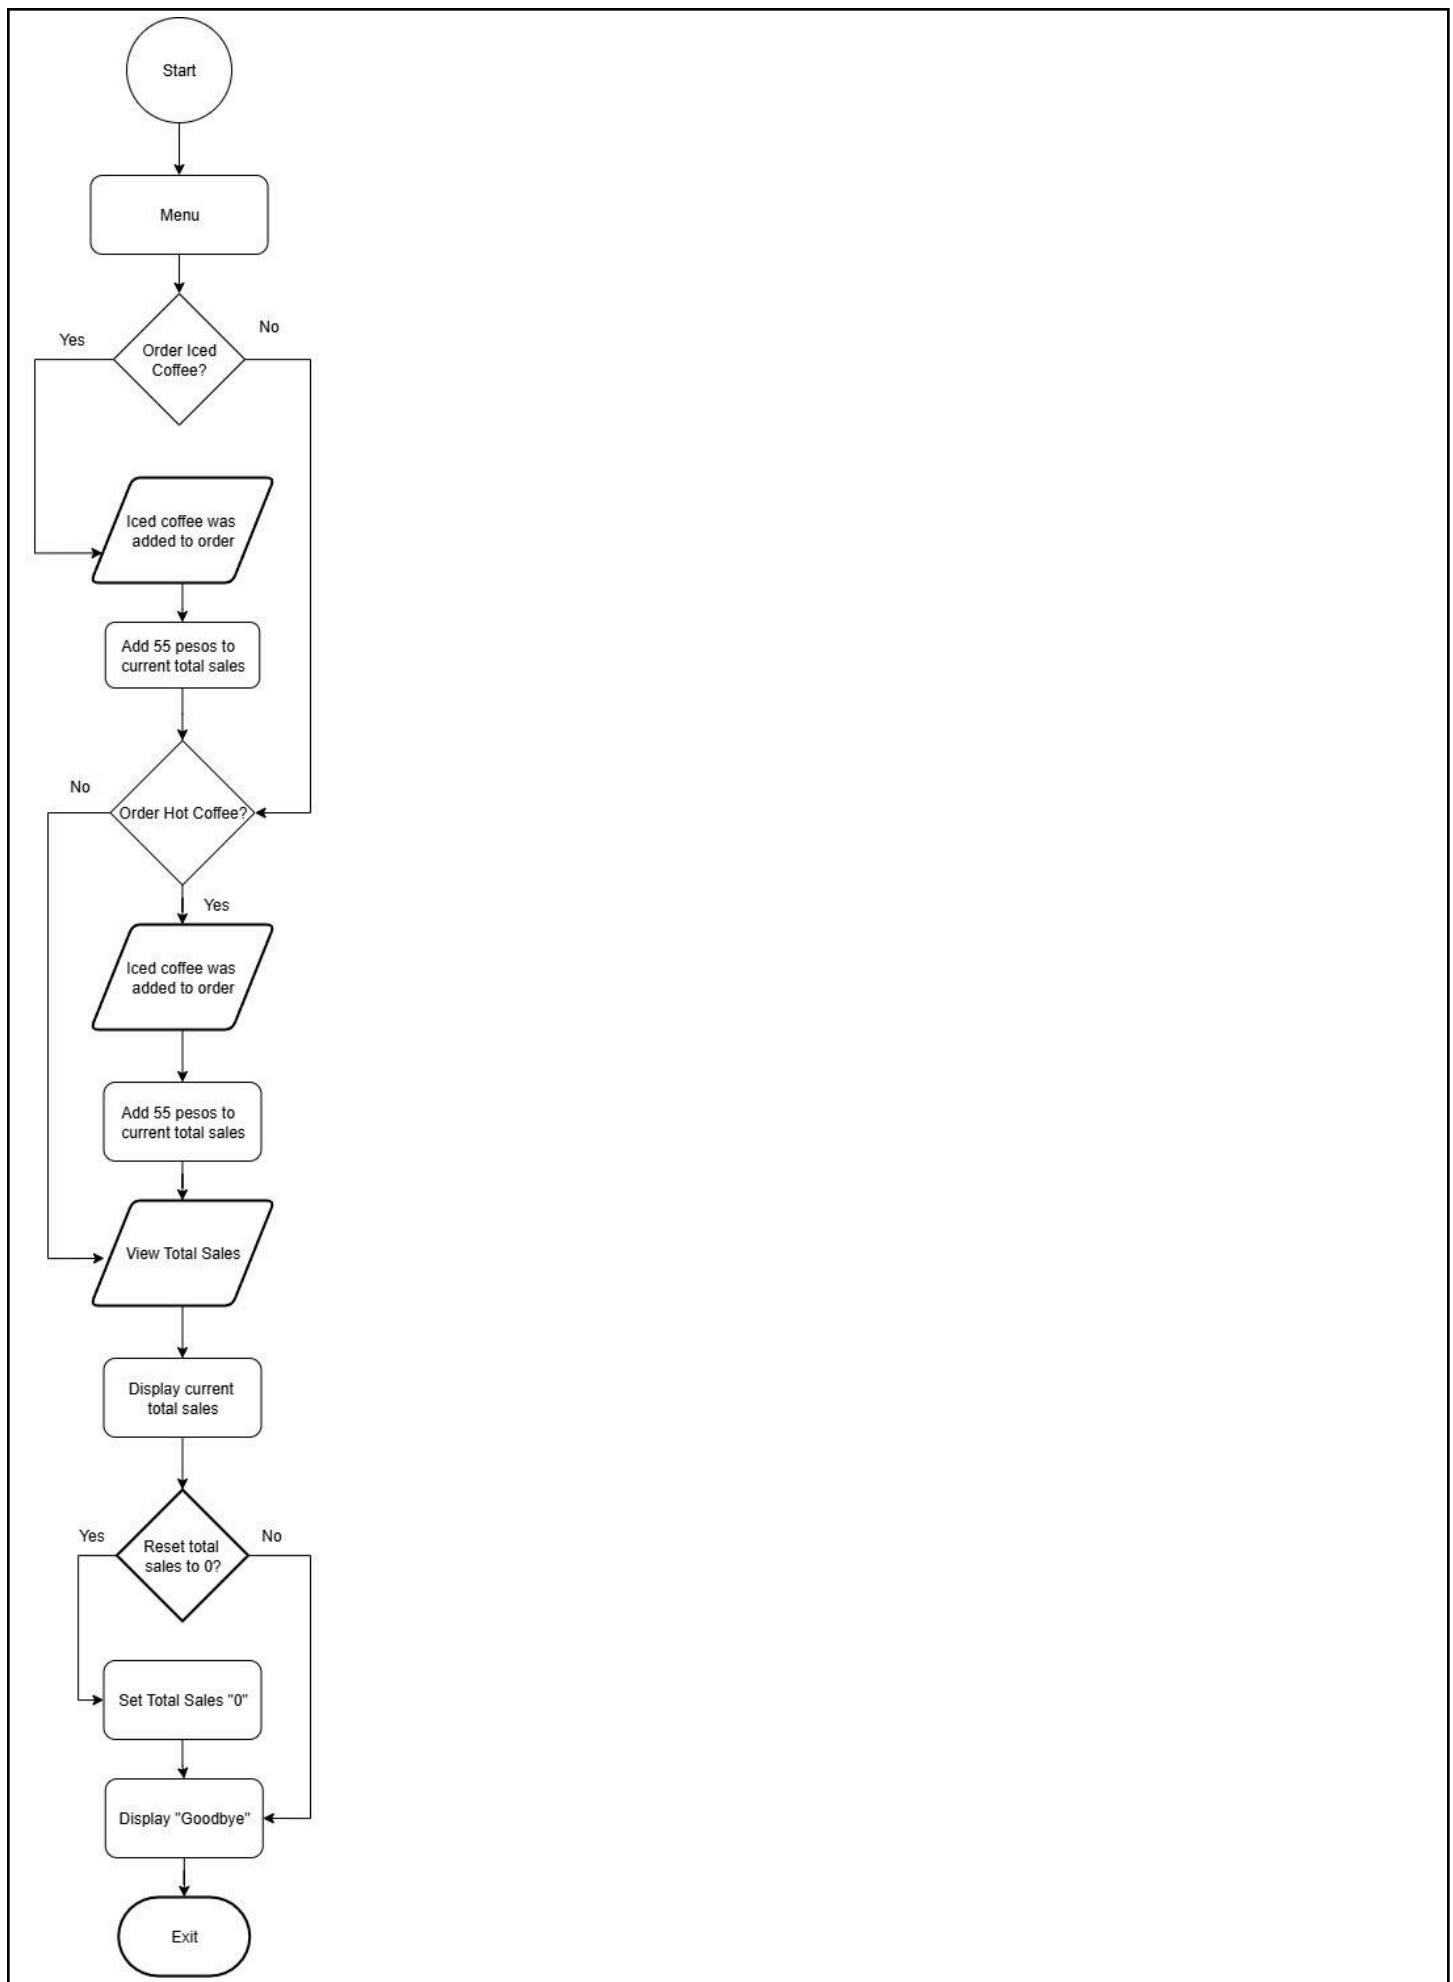 Start
Menu
Yes
No
Order Iced
Coffee?
Iced coffee was
added to order
Add 55 pesos to
current total sales
No
Order Hot Coffee?
Yes
Iced coffee was
added to order
Add 55 pesos to
current total sales
View Total Sales
Display current
total sales
Yes
No
Reset total
sales to 0?
Set Total Sales "0"
Display "Goodbye"
Exit